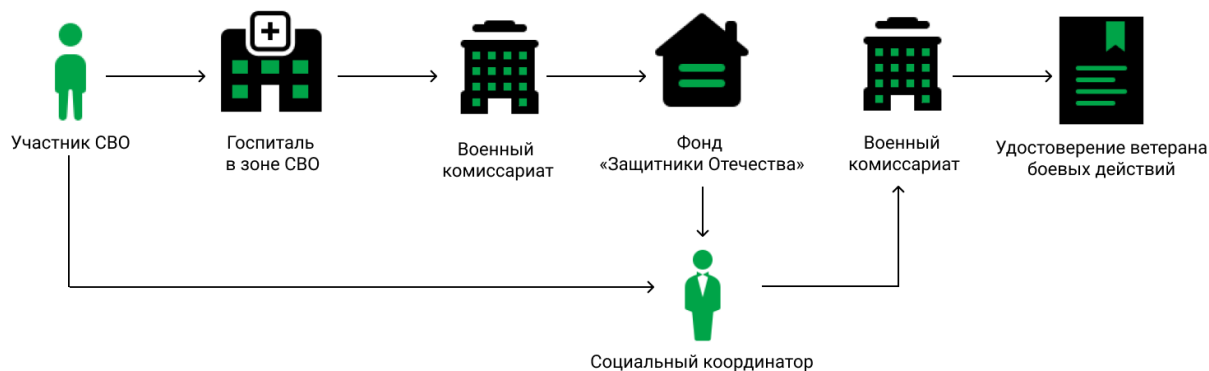 Участник СВО
Госпиталь
в зоне СВО
Военный
комиссариат
Фонд
«Защитники Отечества»
Военный
комиссариат
Удостоверение ветерана
боевых действий
Социальный координатор